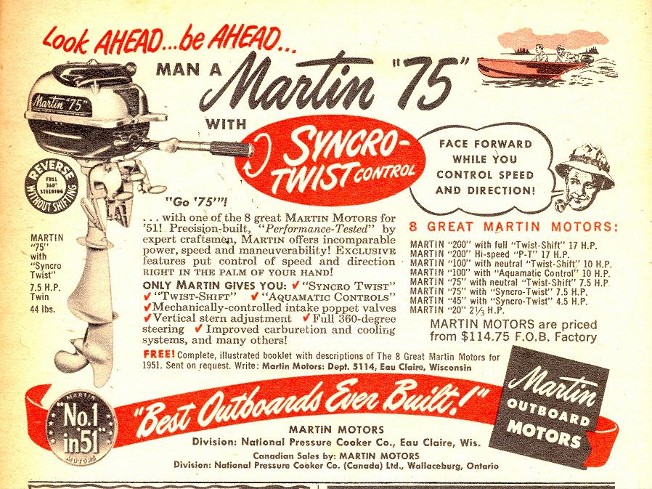 Look AHEAD...be AHEAD...
MAN A Martin "75"
WITH
SYNCRO-
TWIST CONTROL
FACE FORWARD
WHILE YOU
CONTROL SPEED
AND DIRECTION!
Martin "75"
REVERSE
FULL
360°
STEERING
WITHOUT SHIFTING
MARTIN
"75"
with
"Syncro
Twist"
7.5 H.P.
Twin
44 lbs.
"Go '75'"!
. . . with one of the 8 great MARTIN MOTORS for
'51! Precision-built, "Performance-Tested" by
expert craftsmen, MARTIN offers incomparable
power, speed and maneuverability! EXCLUSIVE
features put control of speed and direction
RIGHT IN THE PALM OF YOUR HAND!
ONLY MARTIN GIVES YOU: ✓ "SYNCRO TWIST"
✓ "TWIST-SHIFT" ✓ "AQUAMATIC CONTROLS"
✓ Mechanically-controlled intake poppet valves
✓ Vertical stern adjustment ✓ Full 360-degree
steering ✓ Improved carburetion and cooling
systems, and many others!
8 GREAT MARTIN MOTORS:
MARTIN "200" with full "Twist-Shift" 17 H.P.
MARTIN "200" Hi-speed "P-T" 17 H.P.
MARTIN "100" with neutral "Twist-Shift" 10 H.P.
MARTIN "100" with "Aquamatic Control" 10 H.P.
MARTIN "75" with neutral "Twist-Shift" 7.5 H.P.
MARTIN "75" with "Syncro-Twist" 7.5 H.P.
MARTIN "45" with "Syncro-Twist" 4.5 H.P.
MARTIN "20" 2⅓ H.P.
MARTIN MOTORS are priced
from $114.75 F.O.B. Factory
FREE! Complete, illustrated booklet with descriptions of The 8 Great Martin Motors for
1951. Sent on request. Write: Martin Motors: Dept. 5114, Eau Claire, Wisconsin
MARTIN
"No.1
in 51"
MOTORS
"Best Outboards Ever Built!"
Martin
OUTBOARD
MOTORS
MARTIN MOTORS
Division: National Pressure Cooker Co., Eau Claire, Wis.
Canadian Sales by: MARTIN MOTORS
Division: National Pressure Cooker Co. (Canada) Ltd., Wallaceburg, Ontario